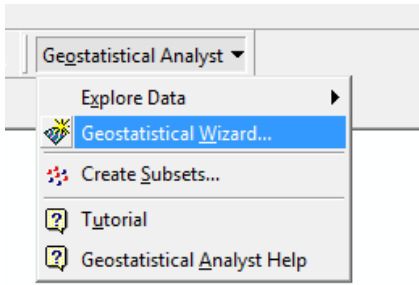 Geostatistical Analyst
Explore Data
Geostatistical Wizard...
Create Subsets...
Tutorial
Geostatistical Analyst Help